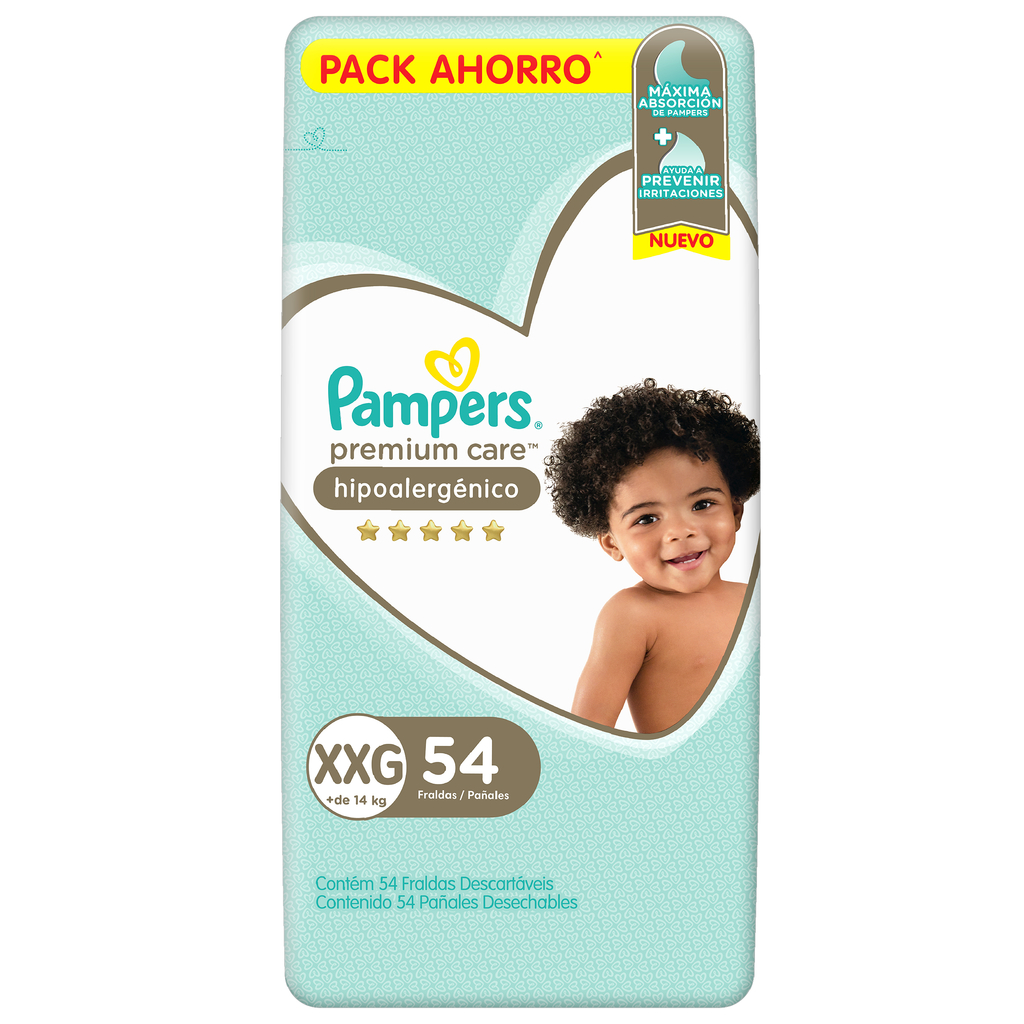 PACK AHORRO^
MÁXIMA
ABSORCIÓN
DE PAMPERS
+
AYUDA A
PREVENIR
IRRITACIONES
NUEVO
Pampers®
premium care™
hipoalergénico
XXG
+de 14 kg
54
Fraldas / Pañales
Contém 54 Fraldas Descartáveis
Contenido 54 Pañales Desechables